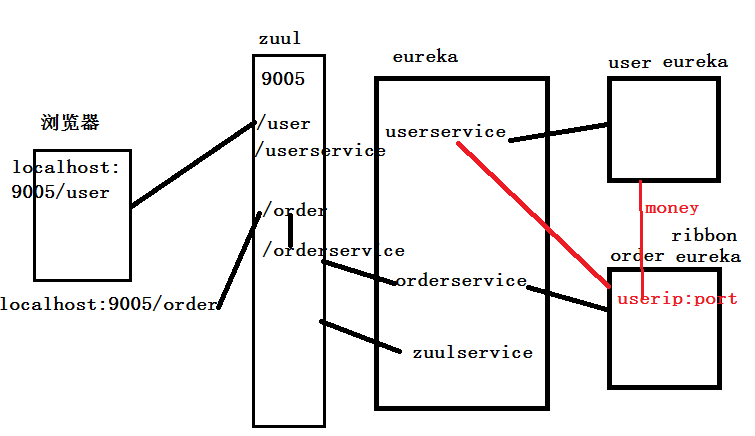 zuul
eureka
user eureka
9005
浏览器
/user
userservice
/userservice
localhost:
9005/user
/order
money
ribbon
/orderservice
order eureka
orderservice
userip:port
localhost:9005/order
zuulservice